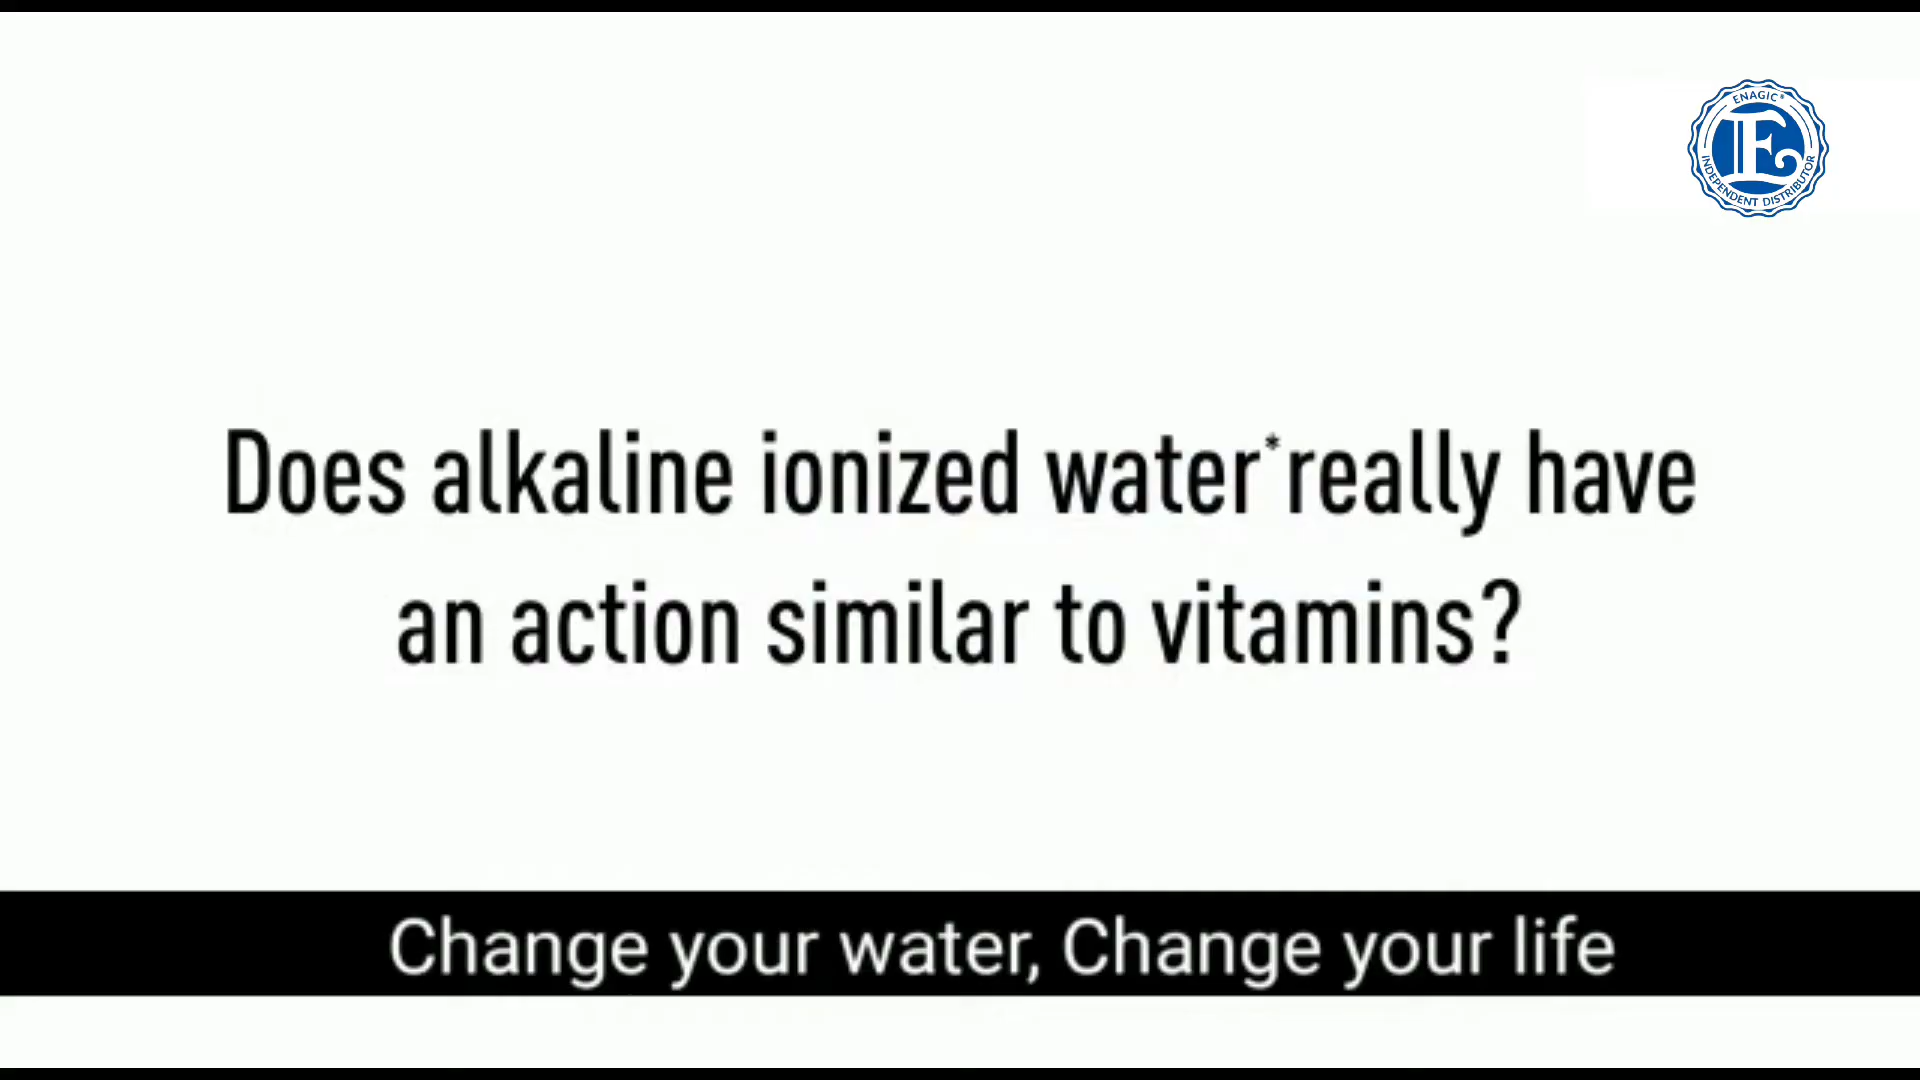 ENAGIC®
E
INDEPENDENT DISTRIBUTOR
Does alkaline ionized water* really have
an action similar to vitamins?
Change your water, Change your life